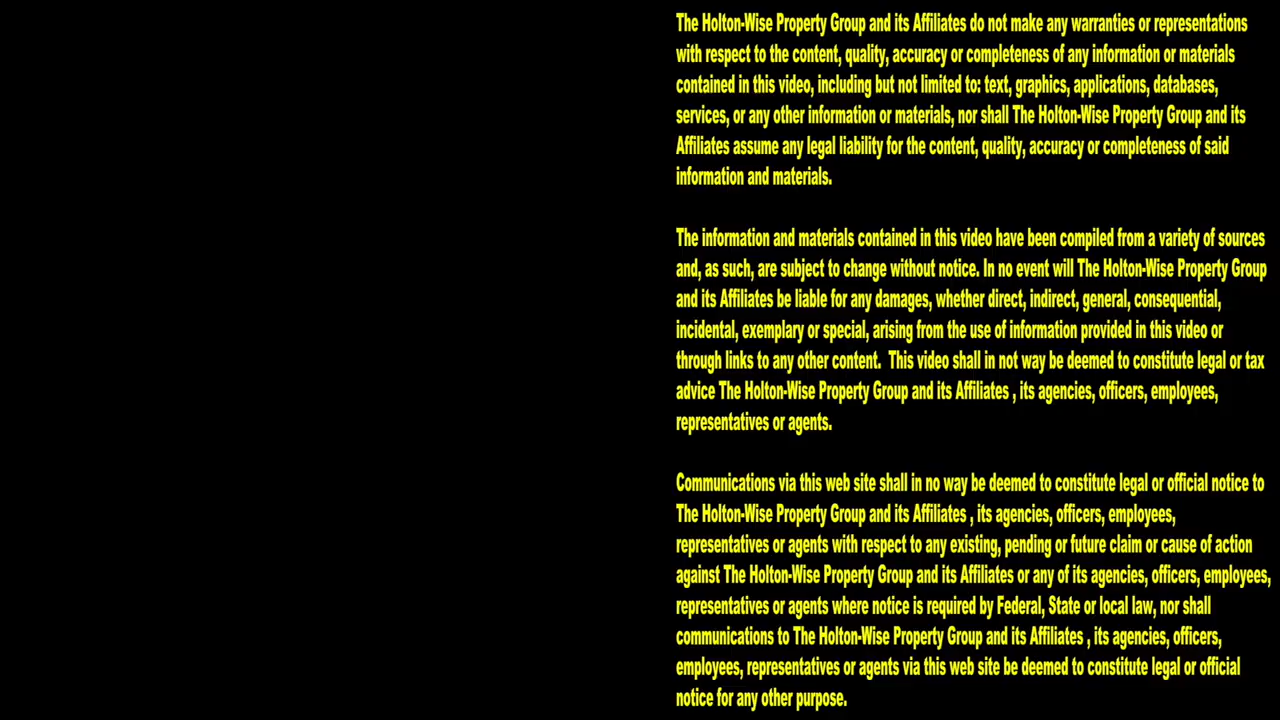 The Holton-Wise Property Group and its Affiliates do not make any warranties or representations
with respect to the content, quality, accuracy or completeness of any information or materials
contained in this video, including but not limited to: text, graphics, applications, databases,
services, or any other information or materials, nor shall The Holton-Wise Property Group and its
Affiliates assume any legal liability for the content, quality, accuracy or completeness of said
information and materials.
The information and materials contained in this video have been compiled from a variety of sources
and, as such, are subject to change without notice. In no event will The Holton-Wise Property Group
and its Affiliates be liable for any damages, whether direct, indirect, general, consequential,
incidental, exemplary or special, arising from the use of information provided in this video or
through links to any other content.  This video shall in not way be deemed to constitute legal or tax
advice The Holton-Wise Property Group and its Affiliates , its agencies, officers, employees,
representatives or agents.
Communications via this web site shall in no way be deemed to constitute legal or official notice to
The Holton-Wise Property Group and its Affiliates , its agencies, officers, employees,
representatives or agents with respect to any existing, pending or future claim or cause of action
against The Holton-Wise Property Group and its Affiliates or any of its agencies, officers, employees,
representatives or agents where notice is required by Federal, State or local law, nor shall
communications to The Holton-Wise Property Group and its Affiliates , its agencies, officers,
employees, representatives or agents via this web site be deemed to constitute legal or official
notice for any other purpose.